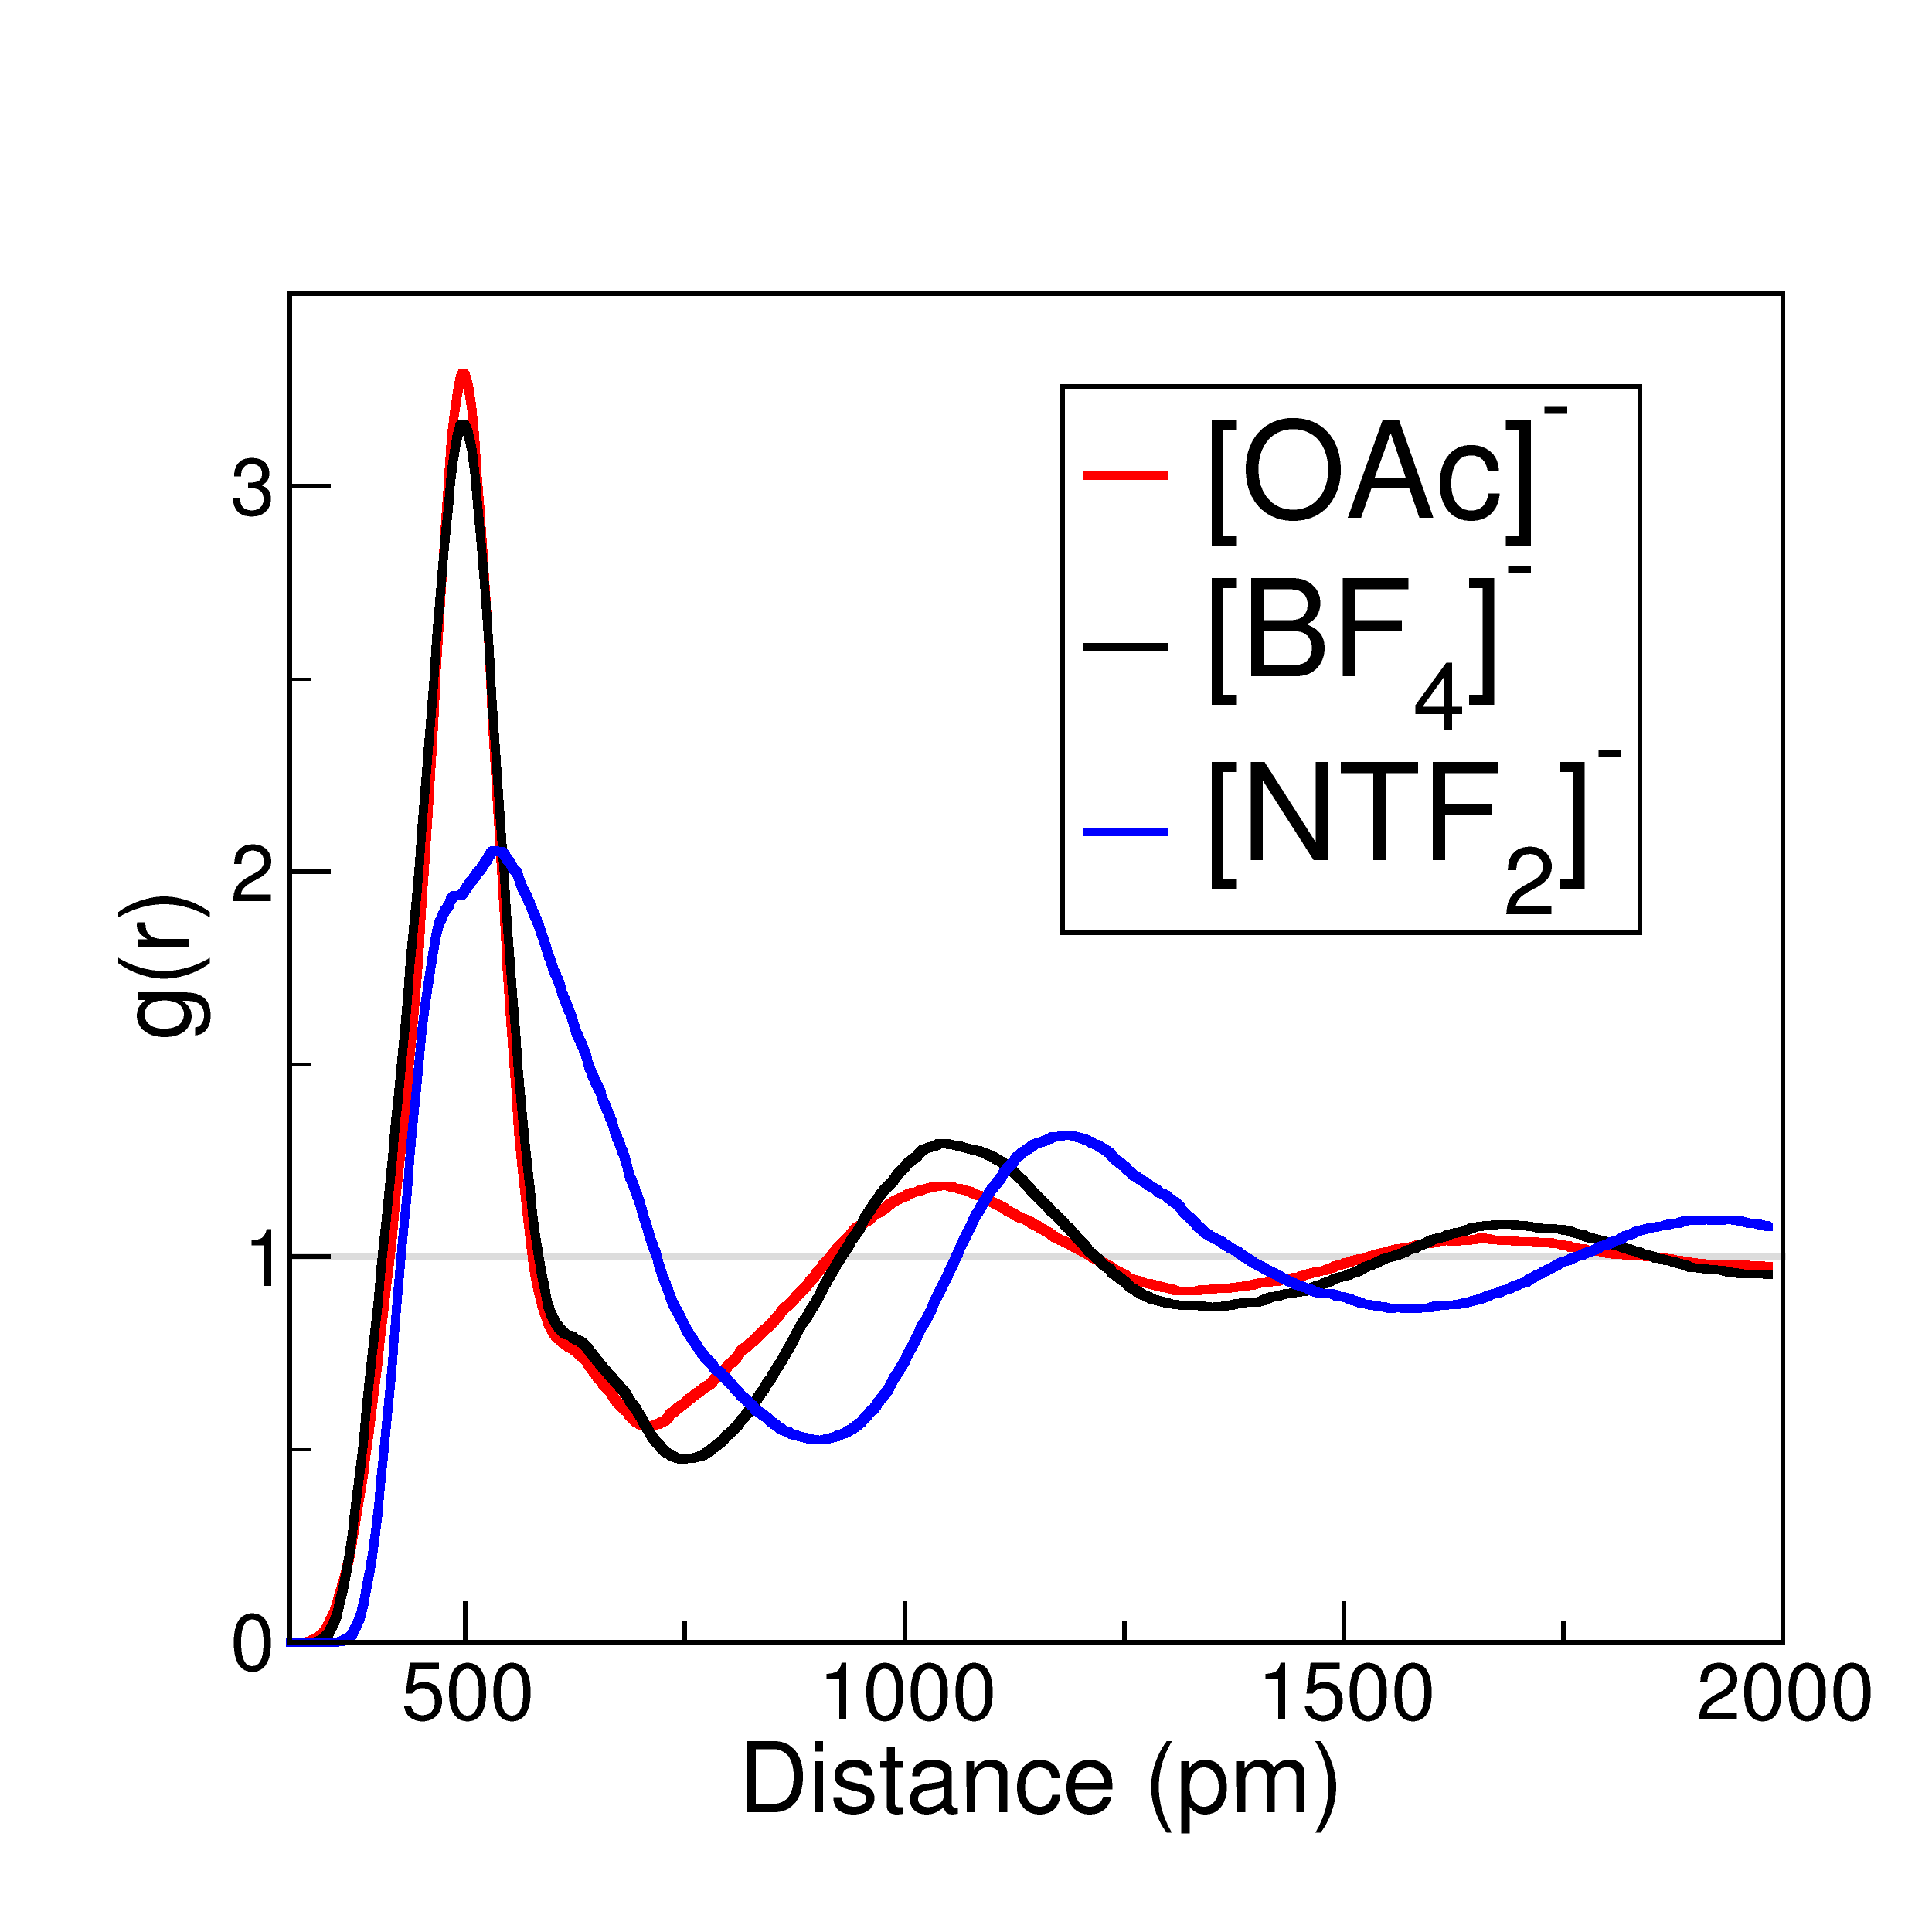 [OAc]-
[BF4]-
[NTF2]-
3
2
1
0
g(r)
500 1000 1500 2000
Distance (pm)